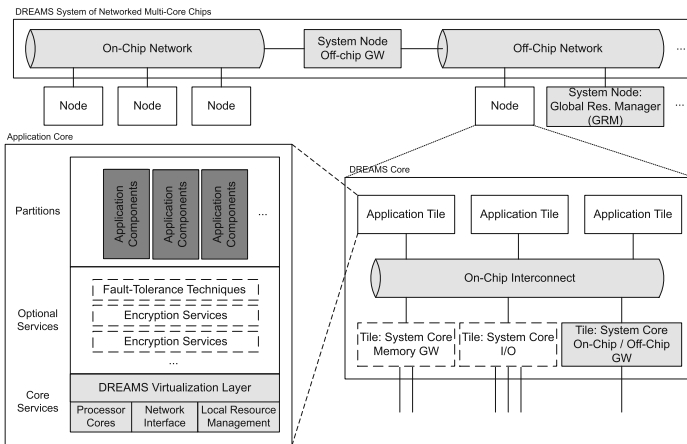 DREAMS System of Networked Multi-Core Chips
On-Chip Network
System Node
Off-chip GW
Off-Chip Network
...
Node
Node
Node
Node
System Node:
Global Res. Manager
(GRM)
...
Application Core
Partitions
Application
Components
Application
Components
Application
Components
...
Optional
Services
Fault-Tolerance Techniques
Encryption Services
Encryption Services
...
Core
Services
DREAMS Virtualization Layer
Processor
Cores
Network
Interface
Local Resource
Management
DREAMS Core
Application Tile
Application Tile
Application Tile
On-Chip Interconnect
Tile: System Core
Memory GW
Tile: System Core
I/O
Tile: System Core
On-Chip / Off-Chip
GW